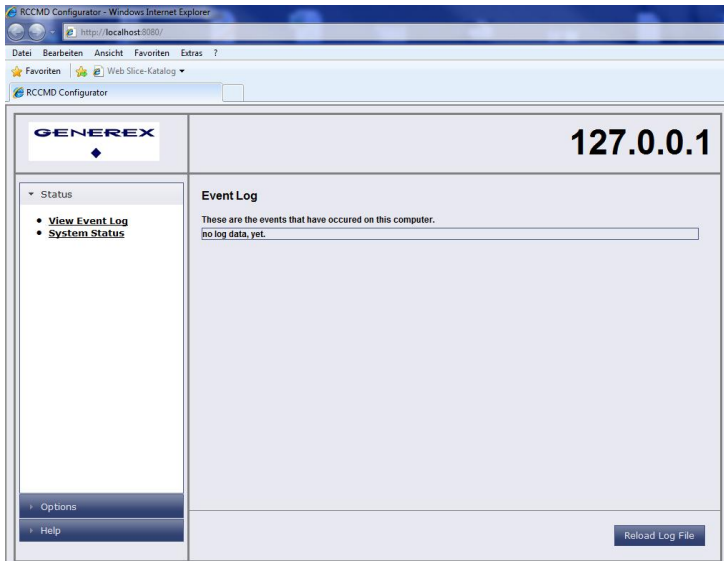 RCCMD Configurator - Windows Internet Explorer
http://localhost:8080/
Datei Bearbeiten Ansicht Favoriten Extras ?
Favoriten Web Slice-Katalog
RCCMD Configurator
GENEREX
127.0.0.1
Status
View Event Log
System Status
Event Log
These are the events that have occured on this computer.
no log data, yet.
Options
Help
Reload Log File